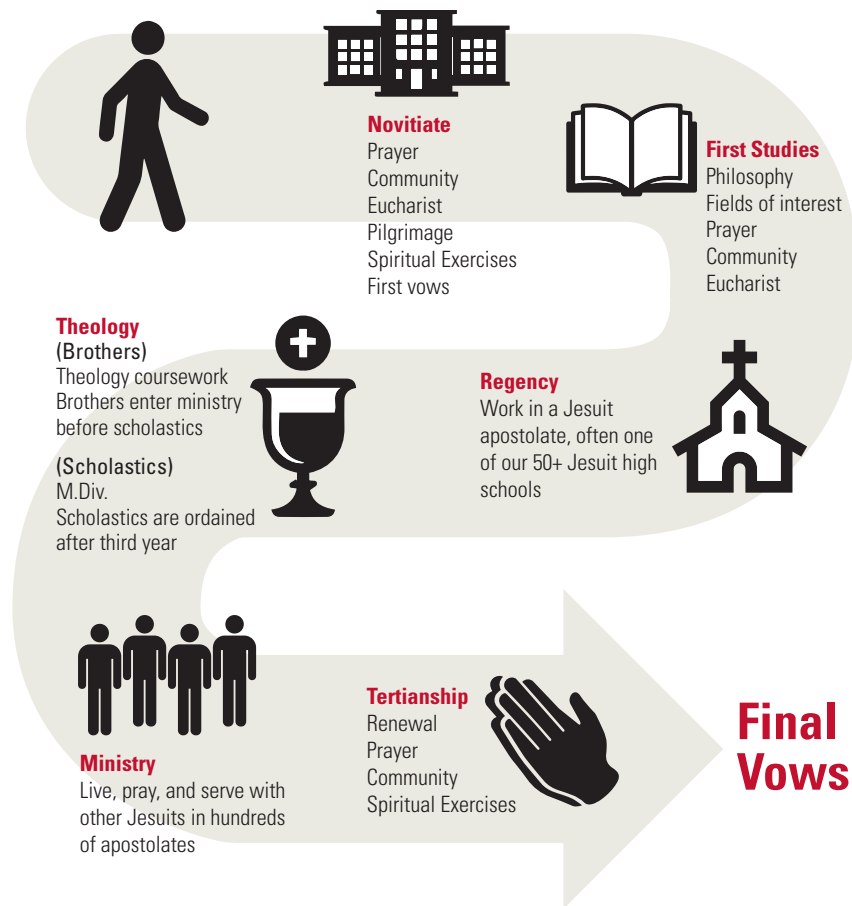 Novitiate
Prayer
Community
Eucharist
Pilgrimage
Spiritual Exercises
First vows
First Studies
Philosophy
Fields of interest
Prayer
Community
Eucharist
Regency
Work in a Jesuit
apostolate, often one
of our 50+ Jesuit high
schools
Theology
(Brothers)
Theology coursework
Brothers enter ministry
before scholastics
(Scholastics)
M.Div.
Scholastics are ordained
after third year
Ministry
Live, pray, and serve with
other Jesuits in hundreds
of apostolates
Tertianship
Renewal
Prayer
Community
Spiritual Exercises
Final
Vows